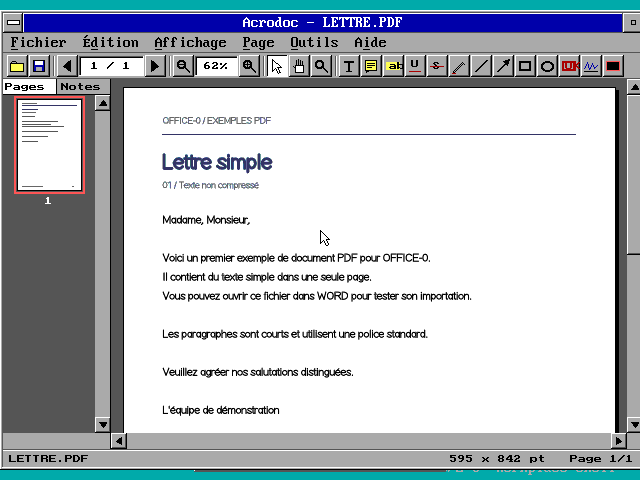 Acrodoc - LETTRE.PDF
Fichier Édition Affichage Page Outils Aide
1 / 1 62% T ab U S
Pages Notes
1
OFFICE-0 / EXEMPLES PDF
Lettre simple
01 / Texte non compressé
Madame, Monsieur,
Voici un premier exemple de document PDF pour OFFICE-0.
Il contient du texte simple dans une seule page.
Vous pouvez ouvrir ce fichier dans WORD pour tester son importation.
Les paragraphes sont courts et utilisent une police standard.
Veuillez agréer nos salutations distinguées.
L'équipe de démonstration
LETTRE.PDF 595 x 842 pt Page 1/1